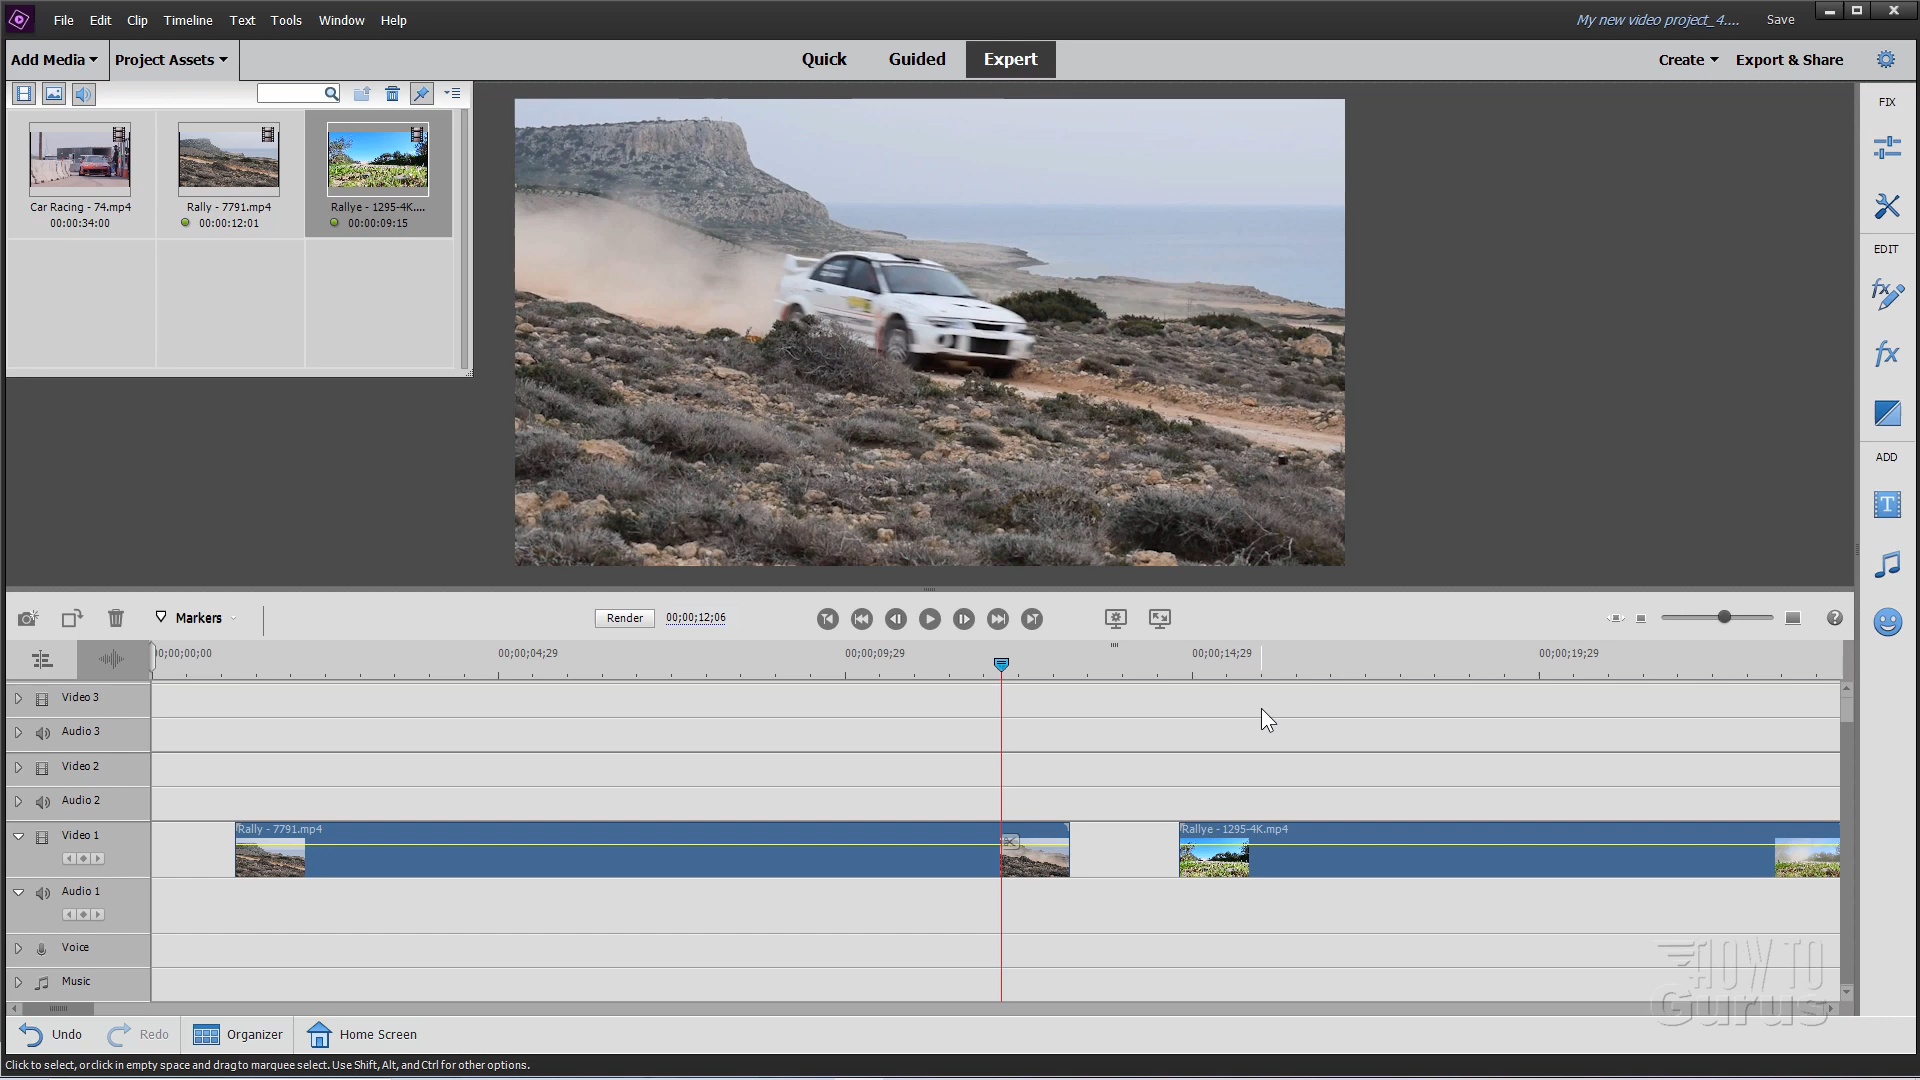 File Edit Clip Timeline Text Tools Window Help
My new video project_4....
Save
Add Media
Project Assets
Quick
Guided
Expert
Create
Export & Share
FIX
Car Racing - 74.mp4
00:00:34:00
Rally - 7791.mp4
00:00:12:01
Rallye - 1295-4K....
00:00:09:15
EDIT
ADD
Markers
Render
00;00;12;06
00;00;00;00
00;00;04;29
00;00;09;29
00;00;14;29
00;00;19;29
Video 3
Audio 3
Video 2
Audio 2
Video 1
Rally - 7791.mp4
Rallye - 1295-4K.mp4
Audio 1
Voice
Music
HOW TO
Gurus
Undo
Redo
Organizer
Home Screen
Click to select, or click in empty space and drag to marquee select. Use Shift, Alt, and Ctrl for other options.